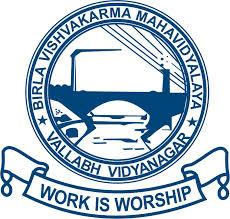 BIRLA VISHVAKARMA MAHAVIDYALAYA
VALLABH VIDYANAGAR
WORK IS WORSHIP